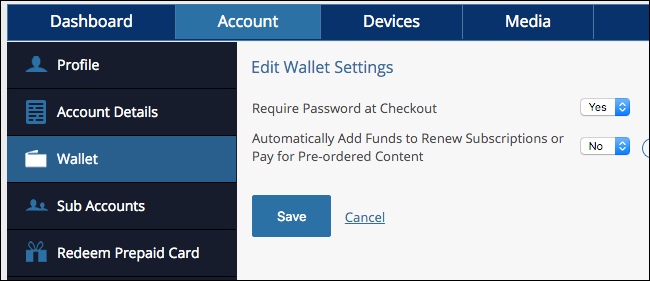 Dashboard
Account
Devices
Media
Profile
Account Details
Wallet
Sub Accounts
Redeem Prepaid Card
Edit Wallet Settings
Require Password at Checkout
Yes
Automatically Add Funds to Renew Subscriptions or
Pay for Pre-ordered Content
No
Save
Cancel